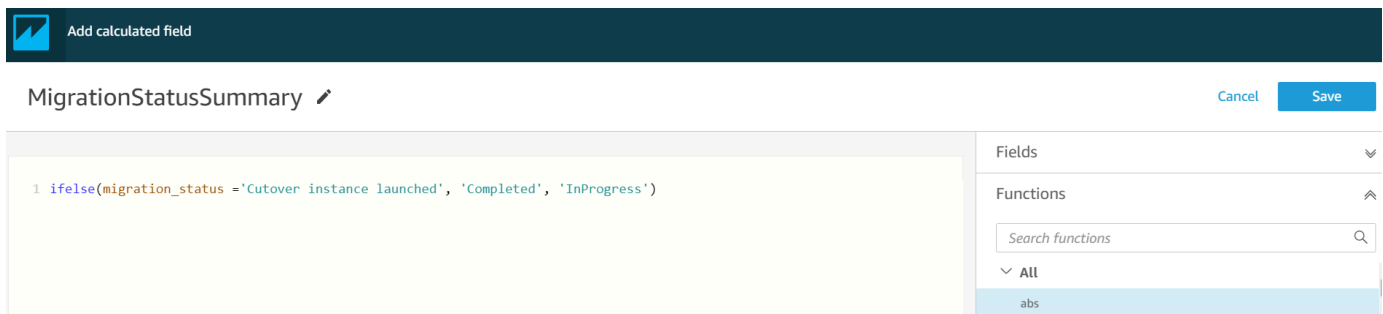 Add calculated field
MigrationStatusSummary
Cancel
Save
Fields
1 ifelse(migration_status ='Cutover instance launched', 'Completed', 'InProgress')
Functions
Search functions
All
abs